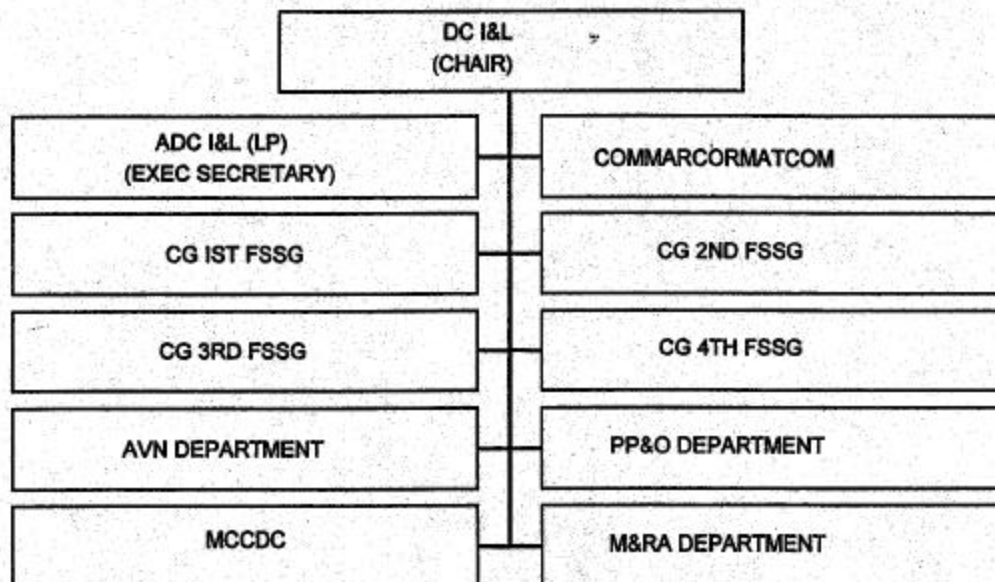 DC I&L
(CHAIR)
ADC I&L (LP)
(EXEC SECRETARY)
COMMARCORMATCOM
CG IST FSSG
CG 2ND FSSG
CG 3RD FSSG
CG 4TH FSSG
AVN DEPARTMENT
PP&O DEPARTMENT
MCCDC
M&RA DEPARTMENT